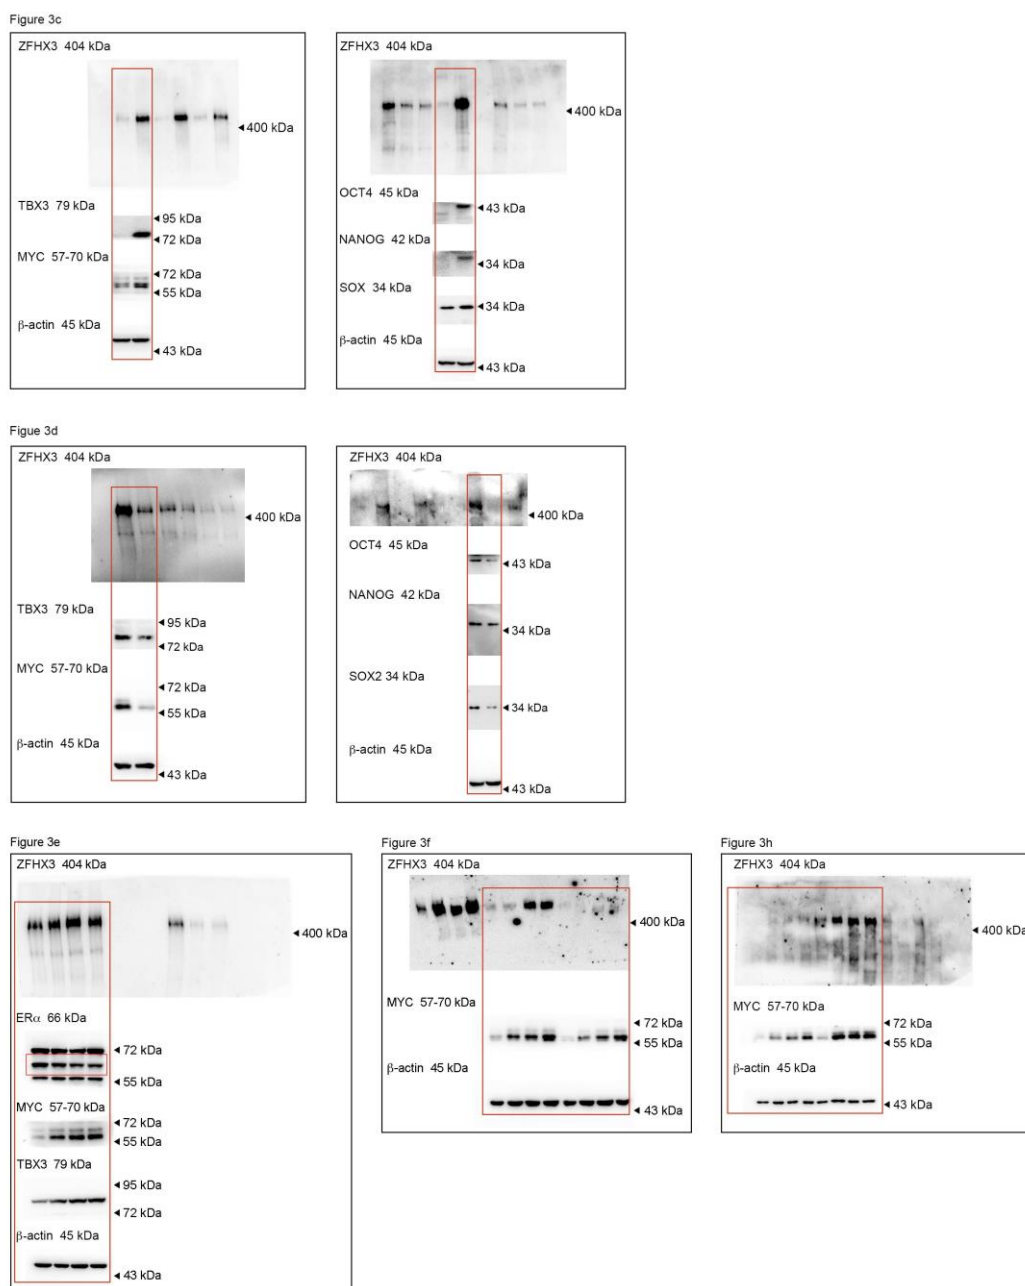 Figure 3c
ZFHX3 404 kDa
◄400 kDa
TBX3 79 kDa
◄95 kDa
◄72 kDa
MYC 57-70 kDa
◄72 kDa
◄55 kDa
β-actin 45 kDa
◄43 kDa
ZFHX3 404 kDa
◄400 kDa
OCT4 45 kDa
◄43 kDa
NANOG 42 kDa
◄34 kDa
SOX 34 kDa
◄34 kDa
β-actin 45 kDa
◄43 kDa
Figue 3d
ZFHX3 404 kDa
◄400 kDa
TBX3 79 kDa
◄95 kDa
◄72 kDa
MYC 57-70 kDa
◄72 kDa
◄55 kDa
β-actin 45 kDa
◄43 kDa
ZFHX3 404 kDa
◄400 kDa
OCT4 45 kDa
◄43 kDa
NANOG 42 kDa
◄34 kDa
SOX2 34 kDa
◄34 kDa
β-actin 45 kDa
◄43 kDa
Figure 3e
ZFHX3 404 kDa
◄400 kDa
ERα 66 kDa
◄72 kDa
◄55 kDa
MYC 57-70 kDa
◄72 kDa
◄55 kDa
TBX3 79 kDa
◄95 kDa
◄72 kDa
β-actin 45 kDa
◄43 kDa
Figure 3f
ZFHX3 404 kDa
◄400 kDa
MYC 57-70 kDa
◄72 kDa
◄55 kDa
β-actin 45 kDa
◄43 kDa
Figure 3h
ZFHX3 404 kDa
◄400 kDa
MYC 57-70 kDa
◄72 kDa
◄55 kDa
β-actin 45 kDa
◄43 kDa